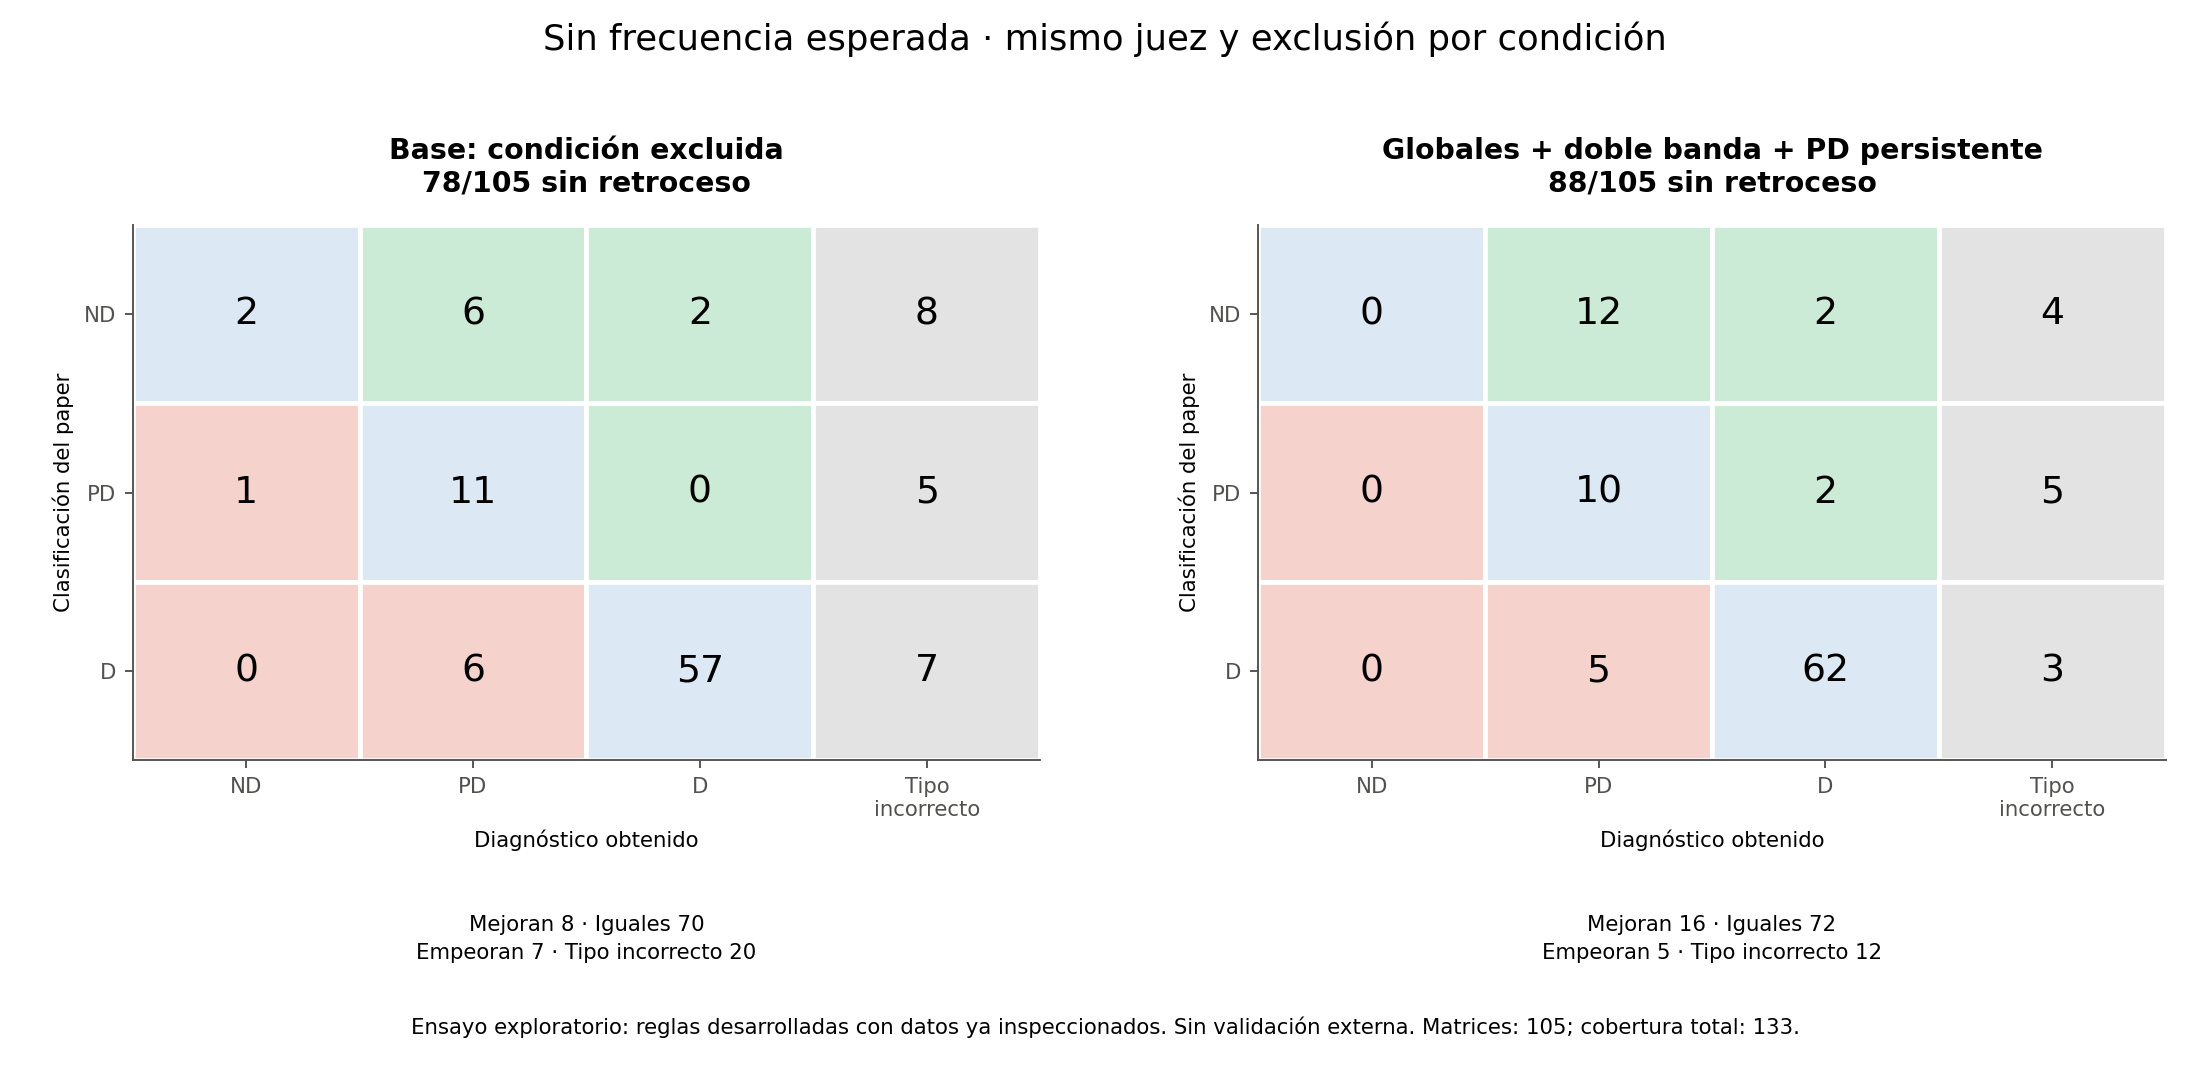 Sin frecuencia esperada · mismo juez y exclusión por condición
Base: condición excluida
78/105 sin retroceso
Clasificación del paper
ND 2 6 2 8
PD 1 11 0 5
D 0 6 57 7
ND PD D Tipo
incorrecto
Diagnóstico obtenido
Mejoran 8 · Iguales 70
Empeoran 7 · Tipo incorrecto 20
Globales + doble banda + PD persistente
88/105 sin retroceso
Clasificación del paper
ND 0 12 2 4
PD 0 10 2 5
D 0 5 62 3
ND PD D Tipo
incorrecto
Diagnóstico obtenido
Mejoran 16 · Iguales 72
Empeoran 5 · Tipo incorrecto 12
Ensayo exploratorio: reglas desarrolladas con datos ya inspeccionados. Sin validación externa. Matrices: 105; cobertura total: 133.